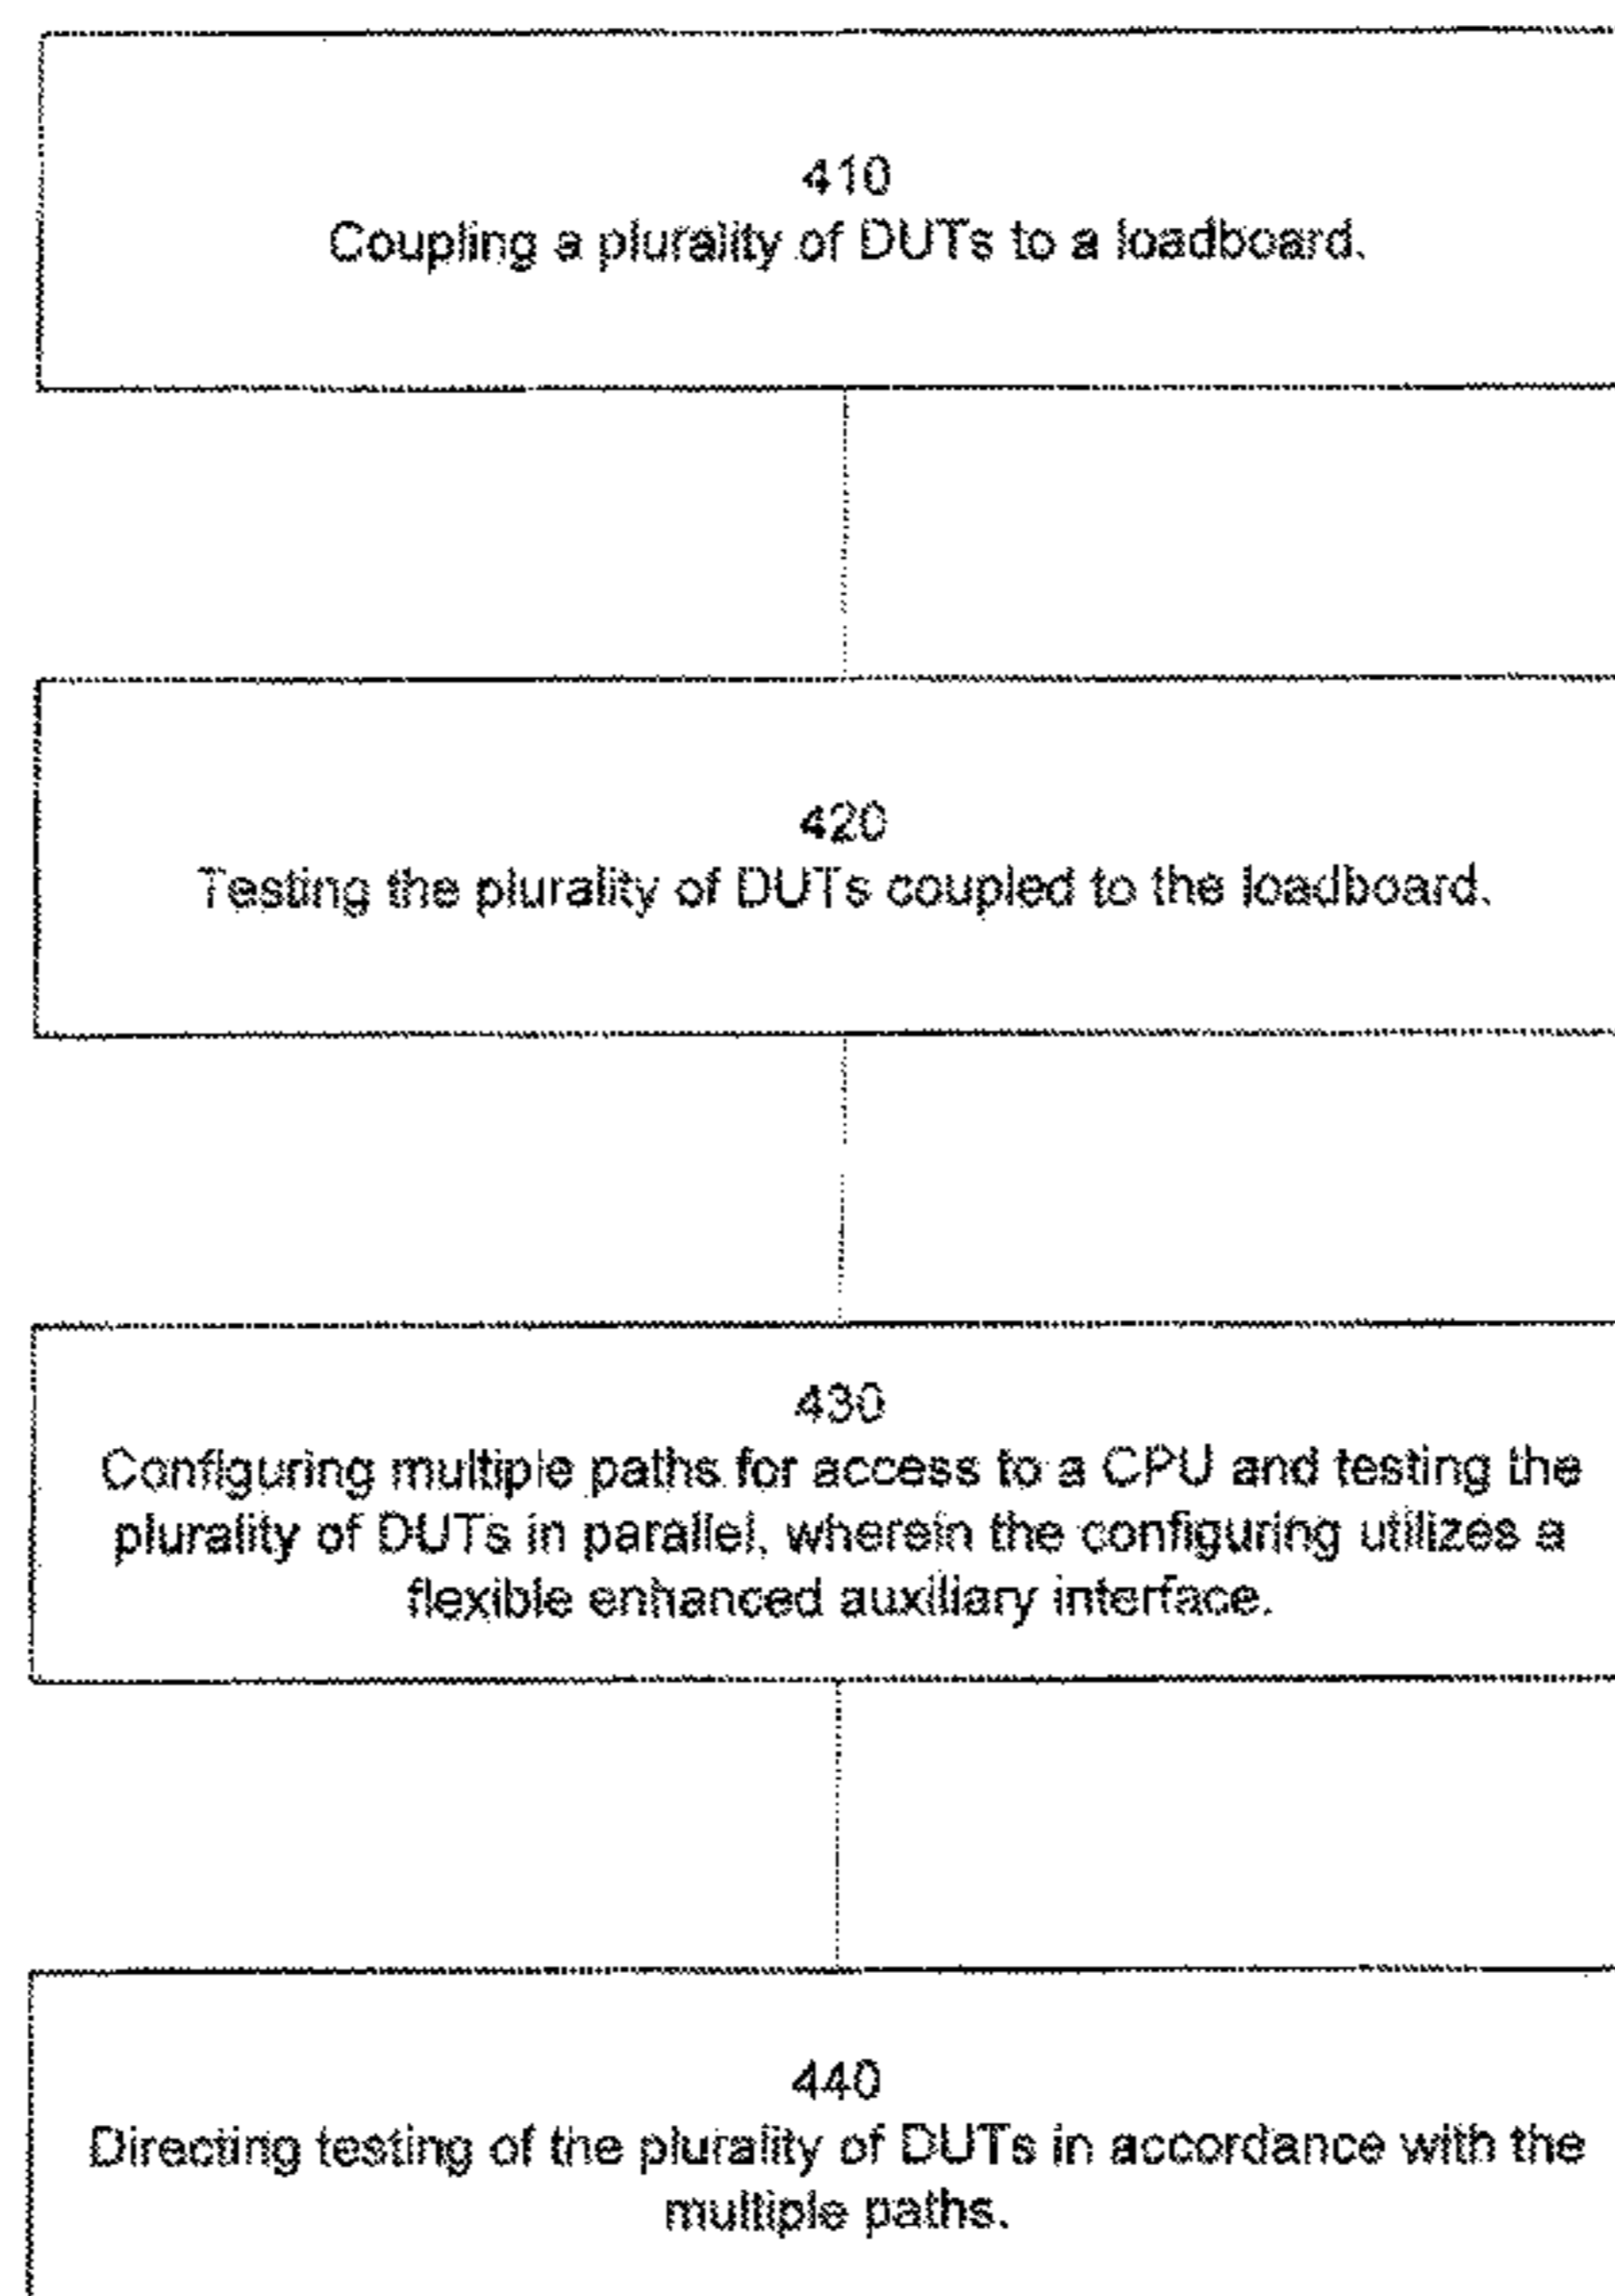 410
Coupling a plurality of DUTs to a loadboard.
420
Testing the plurality of DUTs coupled to the loadboard.
430
Configuring multiple paths for access to a CPU and testing the
plurality of DUTs in parallel, wherein the configuring utilizes a
flexible enhanced auxiliary interface.
440
Directing testing of the plurality of DUTs in accordance with the
multiple paths.